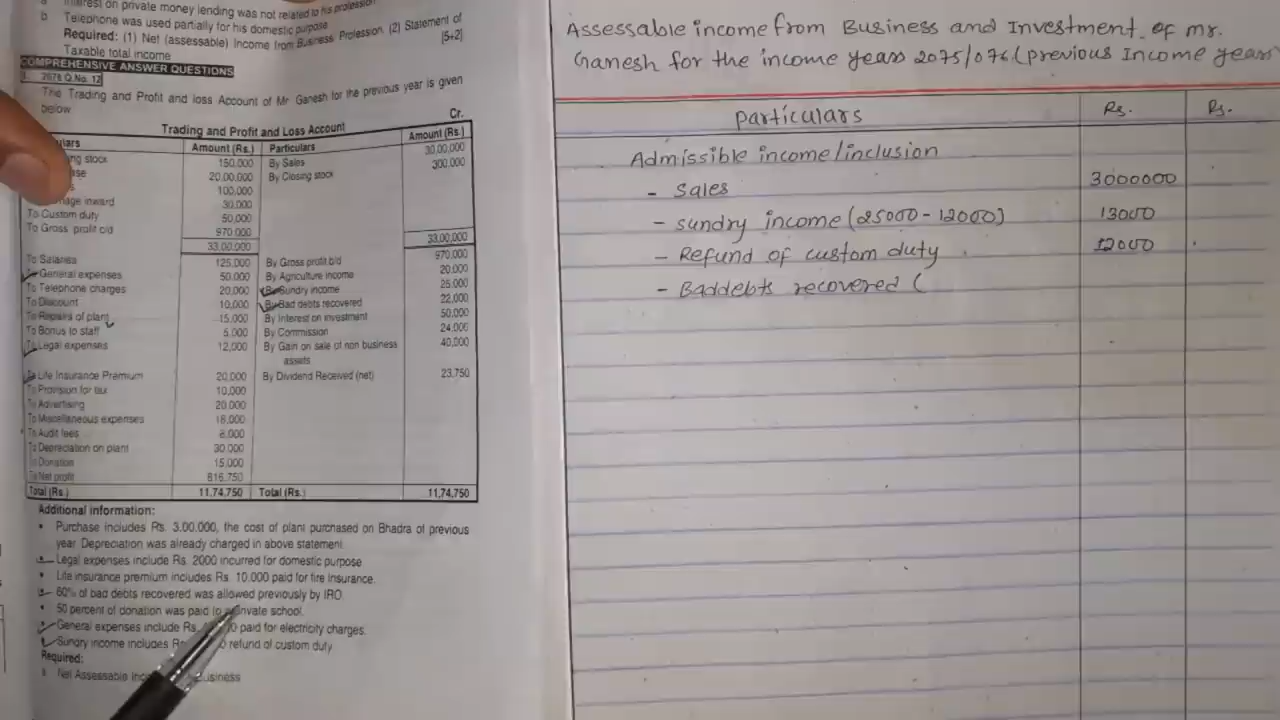 Interest on private money lending was not related to his profession
b Telephone was used partially for his domestic purpose
Required: (1) Net (assessable) Income from Business Profession. (2) Statement of
Taxable total income [5+2]
COMPREHENSIVE ANSWER QUESTIONS
Q.No. 12
The Trading and Profit and loss Account of Mr Ganesh for the previous year is given
below
Trading and Profit and Loss Account Cr.
Amount (Rs.) Particulars Amount (Rs.)
ng stock 150,000 By Sales 30,00,000
20,00,000 By Closing stock 300,000
100,000
inward 30,000
To Custom duty 50,000
To Gross profit c/d 970,000
33,00,000 33,00,000
To Salaries 125,000 By Gross profit b/d 970,000
To General expenses 50,000 By Agriculture income 20,000
To Telephone charges 20,000 By Sundry income 25,000
To Discount 10,000 By Bad debts recovered 22,000
To Repairs of plant 15,000 By Interest on investment 50,000
To Bonus to staff 5,000 By Commission 24,000
To Legal expenses 12,000 By Gain on sale of non business 40,000
assets
To Life Insurance Premium 20,000 By Dividend Received (net) 23,750
To Provision for tax 10,000
To Advertising 20,000
To Miscellaneous expenses 18,000
To Audit fees
To Depreciation on plant 30,000
To Donation 15,000
To Net profit 816,750
Total (Rs.) 11,74,750 Total (Rs.) 11,74,750
Additional information:
• Purchase includes Rs. 3,00,000, the cost of plant purchased on Bhadra of previous
year. Depreciation was already charged in above statement
Legal expenses include Rs. 2000 incurred for domestic purpose
• Life insurance premium includes Rs. 10,000 paid for fire insurance.
of bad debts recovered was allowed previously by IRO
• 50 percent of donation was paid to private school.
General expenses include Rs. paid for electricity charges.
Sundry income includes refund of custom duty
Required:
Net Assessable
Assessable income from Business and Investment of mr.
Ganesh for the income years 2075/076 (previous Income years
particulars Rs. Rs.
Admissible income/inclusion
- Sales 3000000
- sundry income (25000-12000) 13000
- Refund of custom duty 12000
- Baddebts recovered (